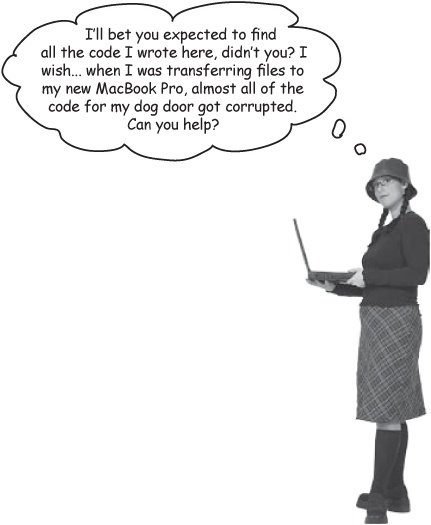 I'll bet you expected to find
all the code I wrote here, didn't you? I
wish... when I was transferring files to
my new MacBook Pro, almost all of the
code for my dog door got corrupted.
Can you help?